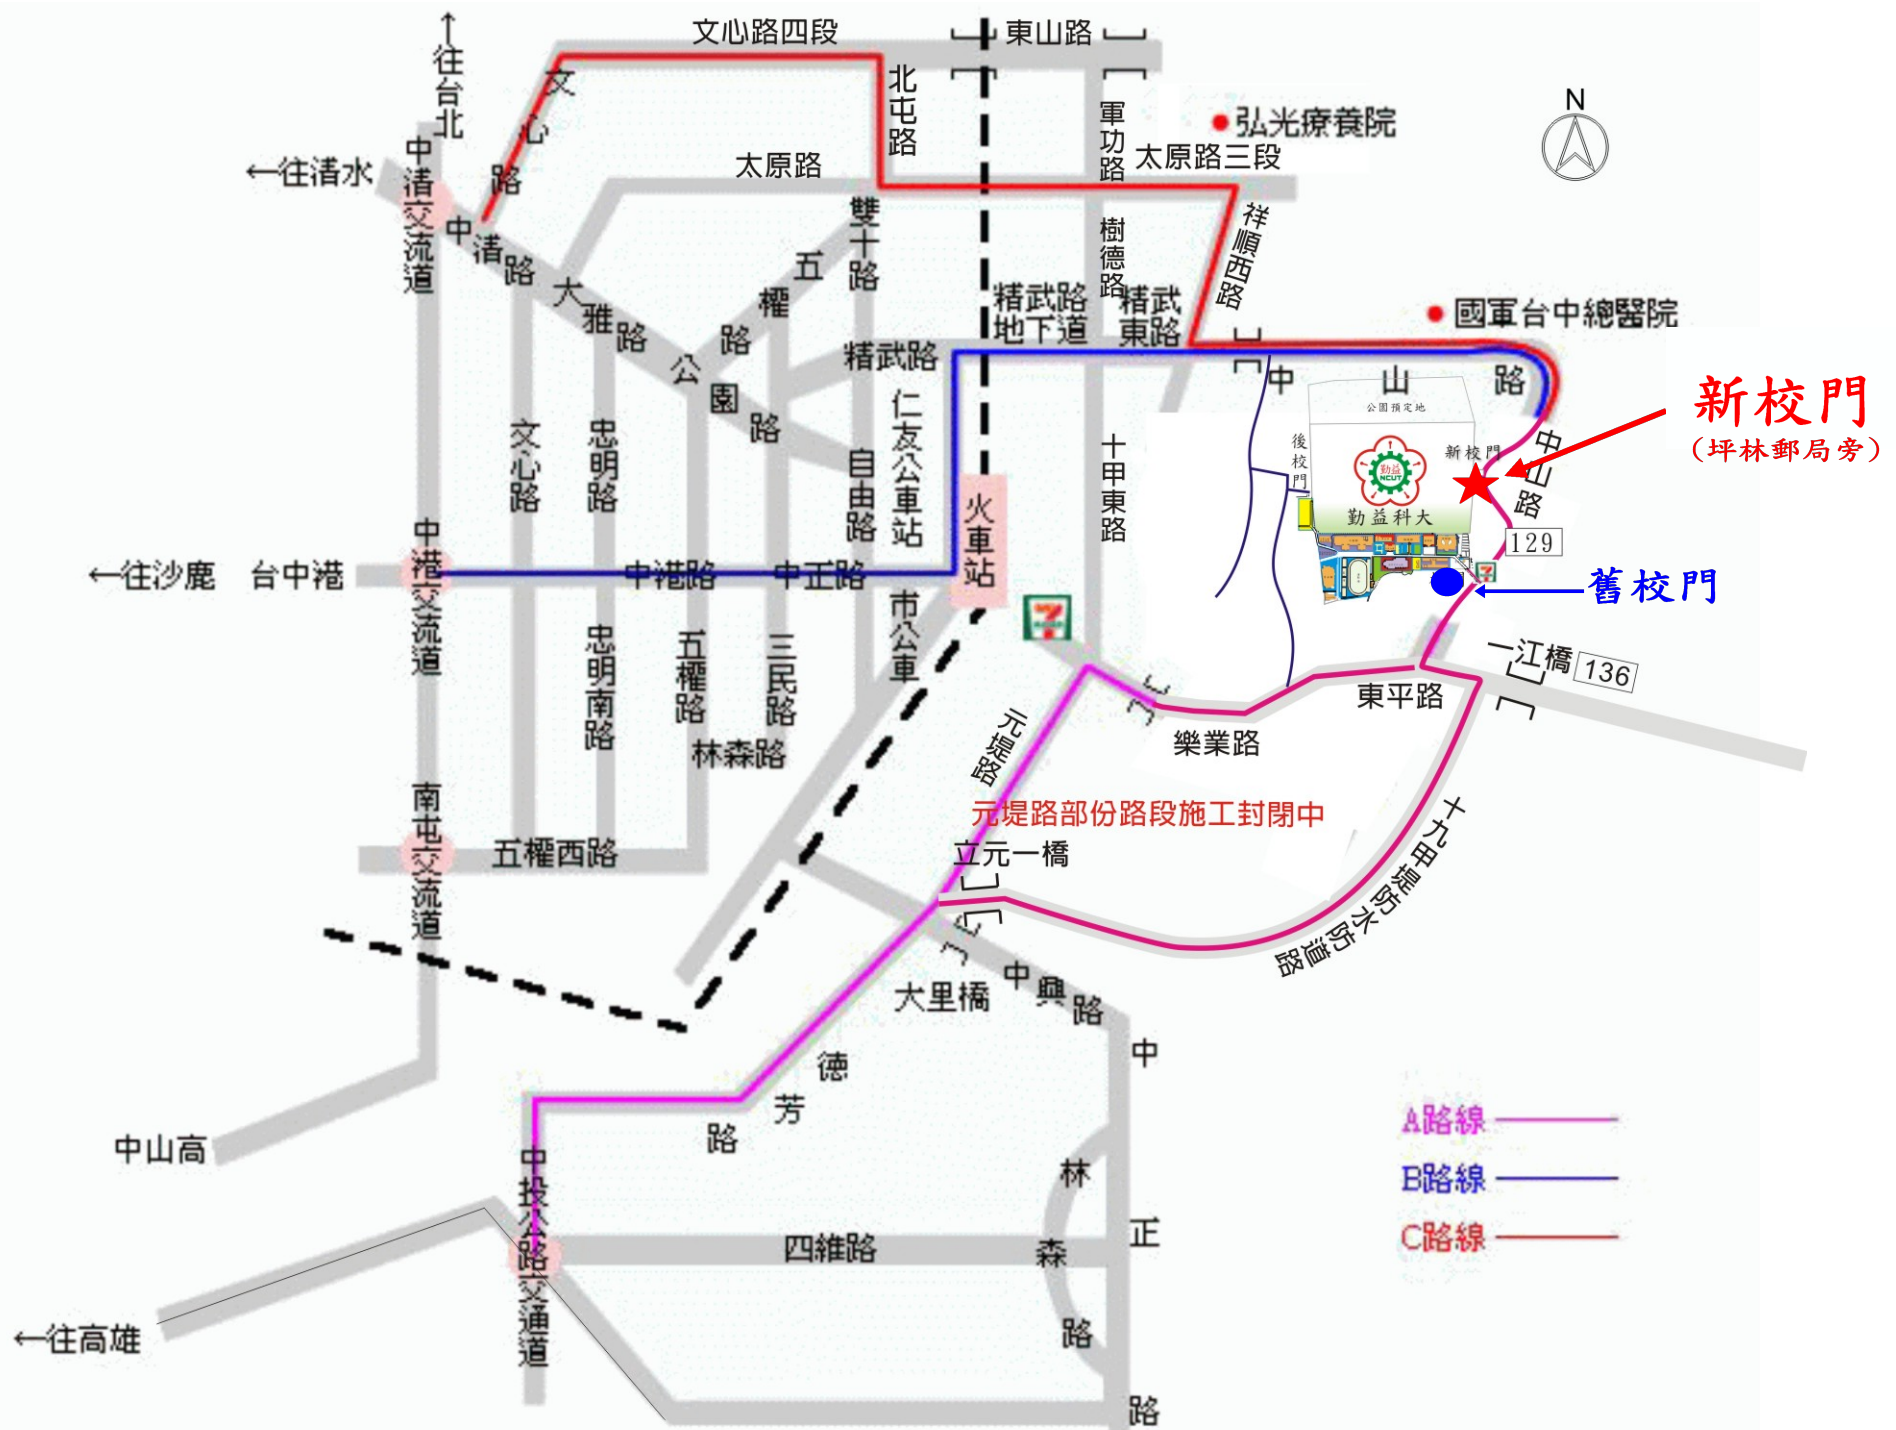 文心路四段
東山路
↑往台北
文心路
北屯路
軍功路
弘光療養院
N
←往清水
中清交流道
太原路
太原路三段
中清路
雙十路
樹德路
祥順西路
大雅路
五權路
精武路地下道
精武東路
國軍台中總醫院
公園路
精武路
中山路
公園預定地
新校門
(坪林郵局旁)
仁友公車站
文心路
忠明路
自由路
十甲東路
後校門
新校門
中山路
勤益
NCUT
勤益科大
129
火車站
←往沙鹿
台中港
中港交流道
中港路
中正路
市公車
7
7
舊校門
忠明南路
五權路
三民路
林森路
一江橋
136
東平路
樂業路
元堤路
元堤路部份路段施工封閉中
南屯交流道
五權西路
立元一橋
十九甲堤防水防道路
大里橋
中興路
德芳路
中山高
中投公路交通道
中正路
林森路
四維路
←往高雄
A路線
B路線
C路線